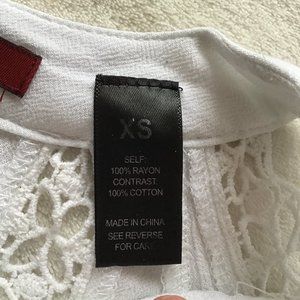 XS
SELF:
100% RAYON
CONTRAST:
100% COTTON
MADE IN CHINA
SEE REVERSE
FOR CARE